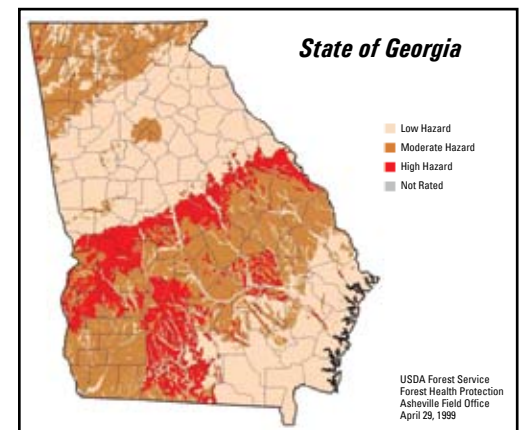 State of Georgia
Low Hazard
Moderate Hazard
High Hazard
Not Rated
USDA Forest Service
Forest Health Protection
Asheville Field Office
April 29, 1999